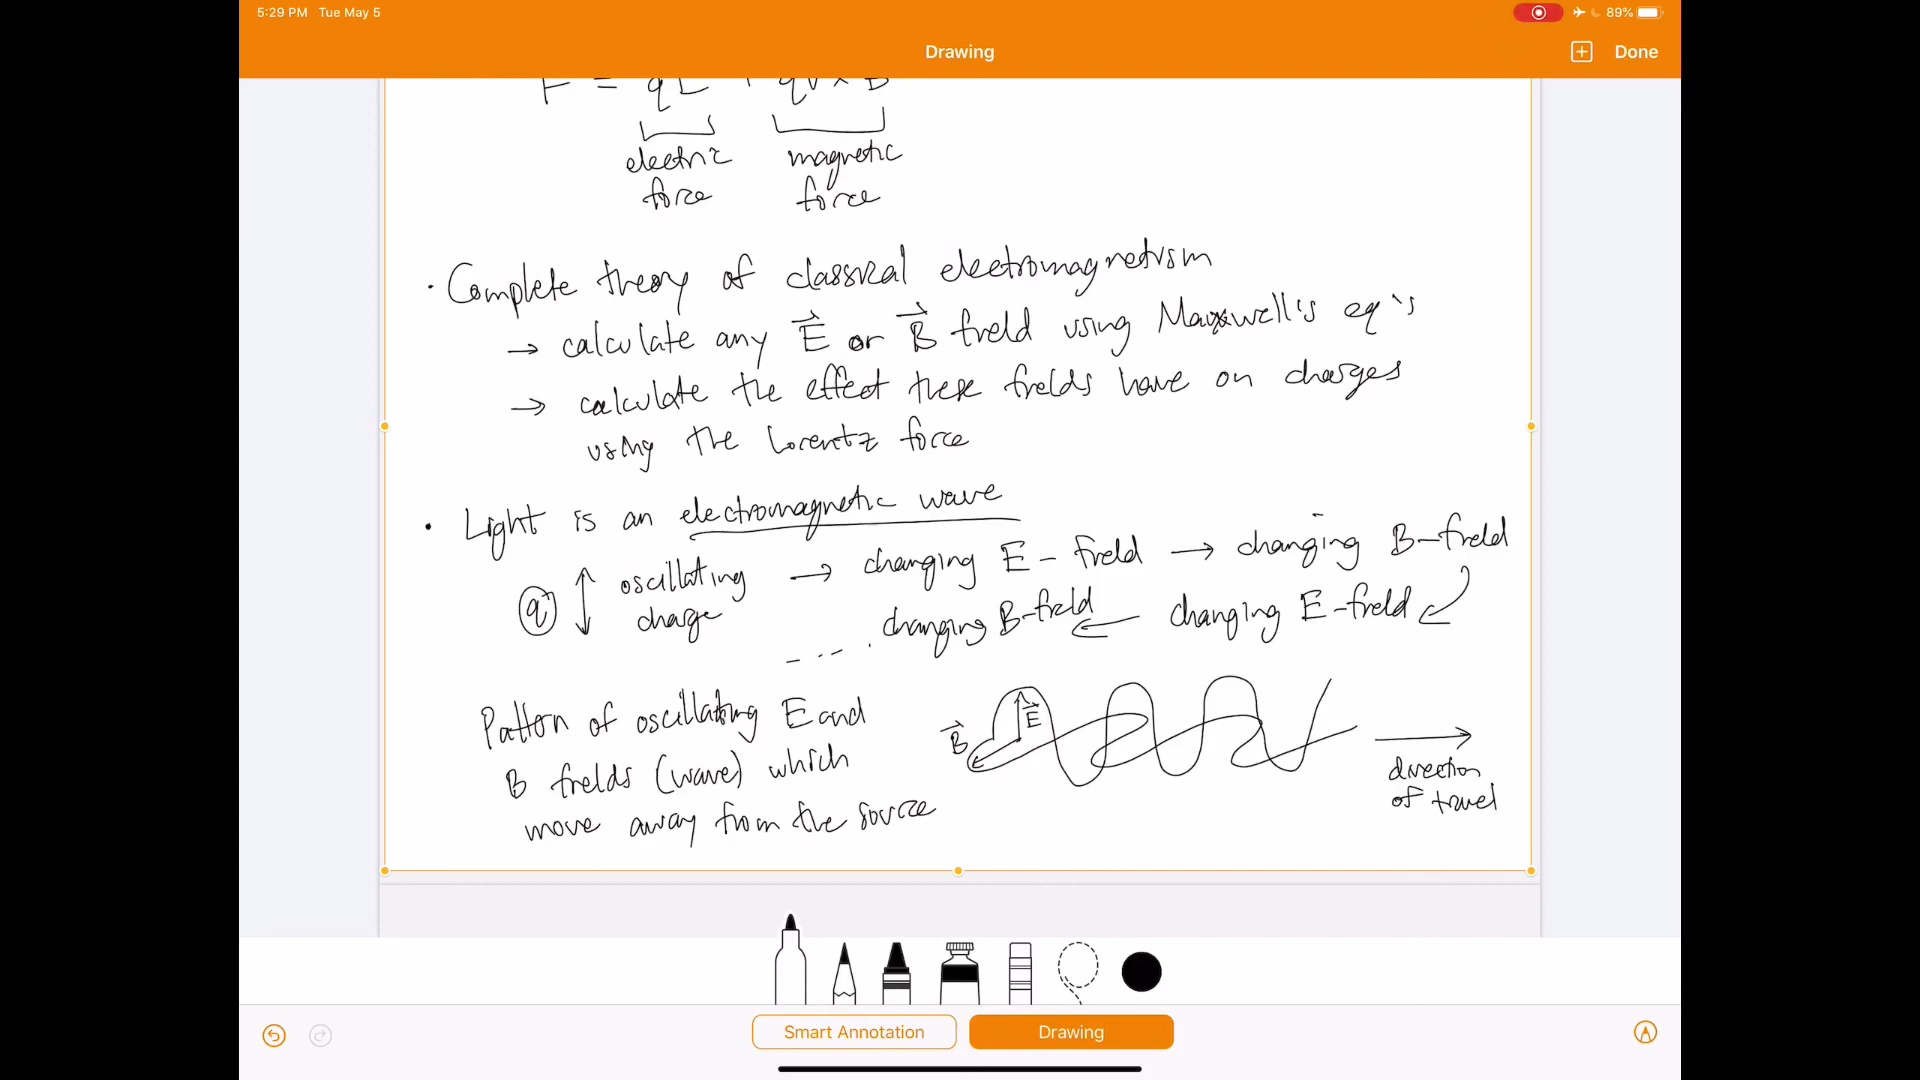 5:29 PM Tue May 5
89%
Drawing
Done
F = qE + qv × B
electric force
magnetic force
· Complete theory of classical electromagnetism
→ calculate any E or B field using Maxwell's eq's
→ calculate the effect these fields have on charges
using the Lorentz force
· Light is an electromagnetic wave
q oscillating charge → changing E-field → changing B-field
changing B-field ← changing E-field
Pattern of oscillating E and
B fields (wave) which
move away from the source
B
E
direction
of travel
Smart Annotation
Drawing